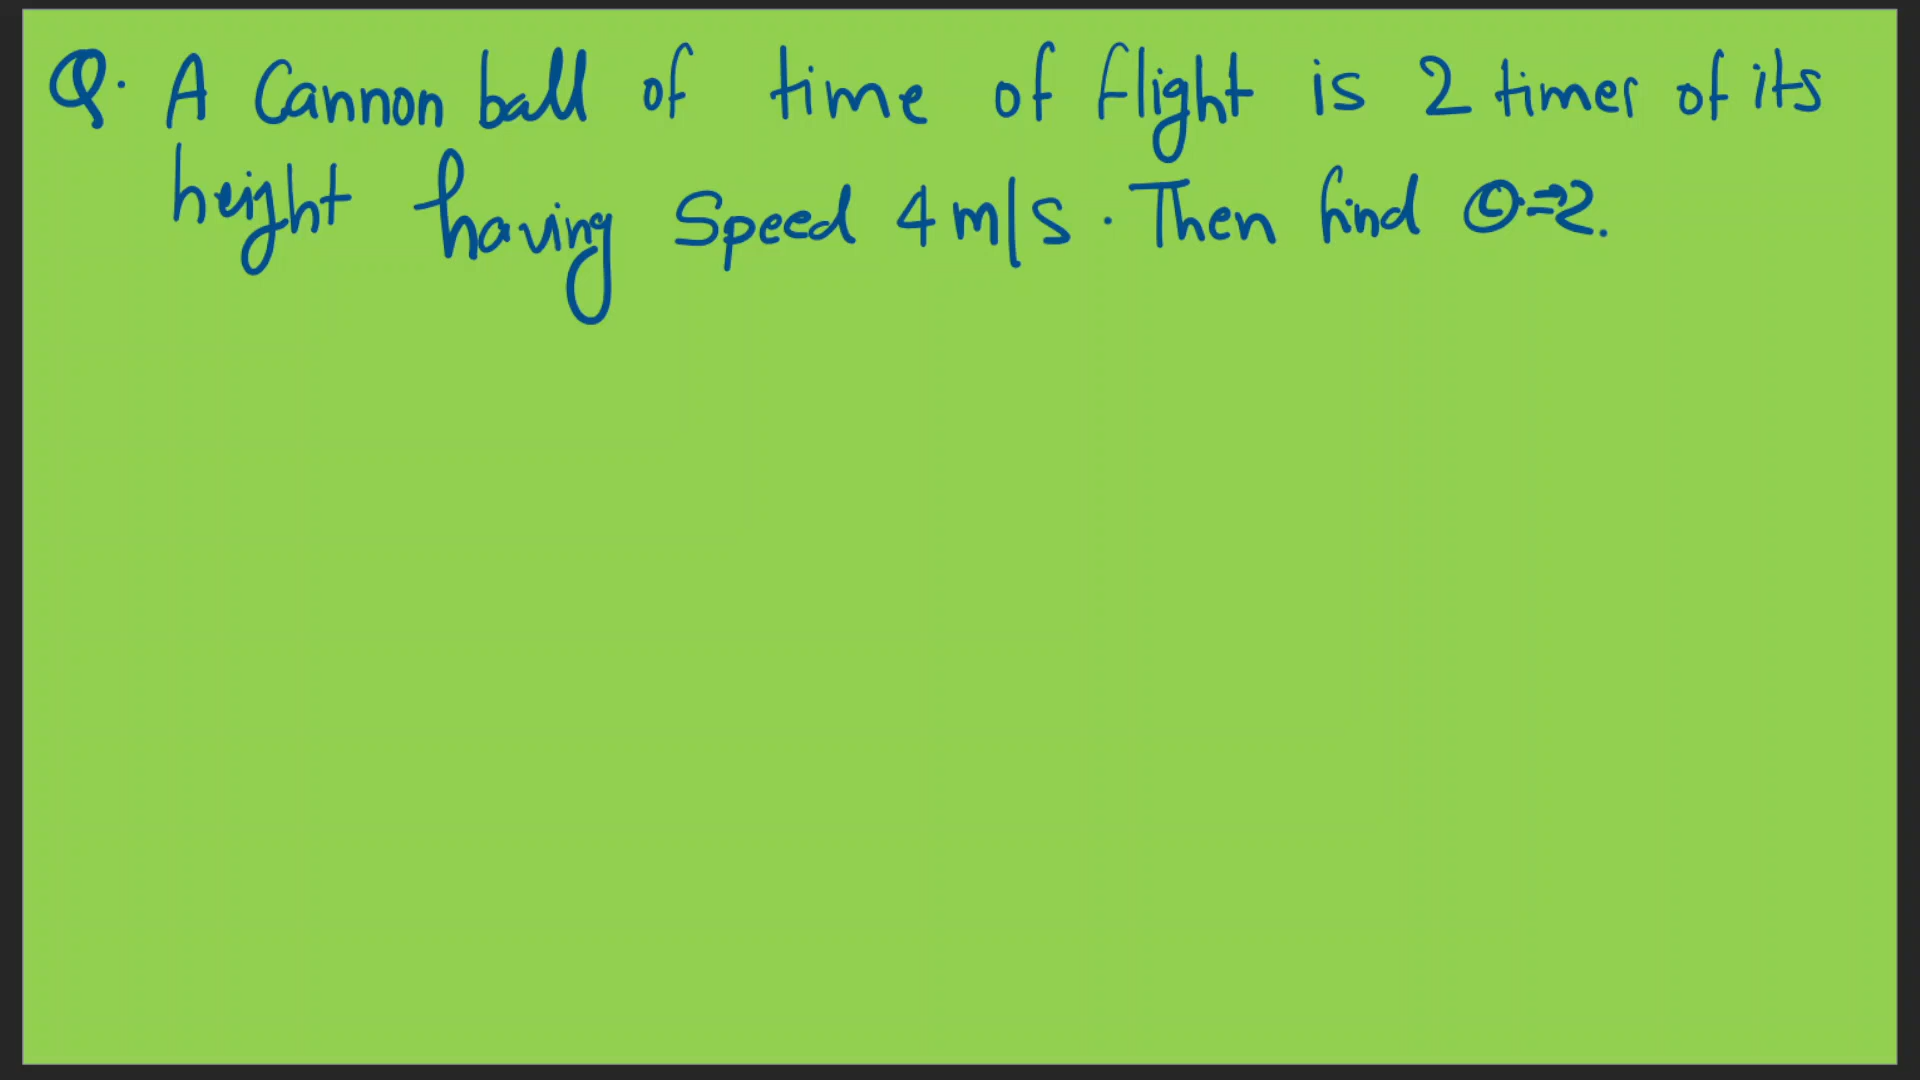 Q. A Cannon ball of time of flight is 2 times of its
height having Speed 4 m/s. Then find